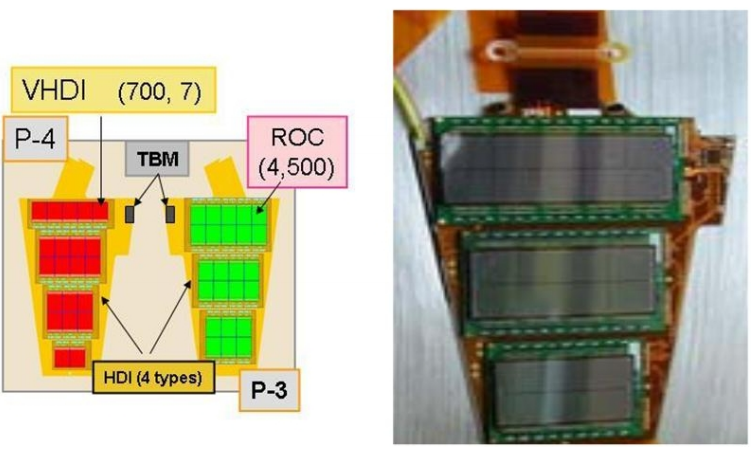 VHDI (700, 7)
P-4
TBM
ROC
(4,500)
HDI (4 types)
P-3